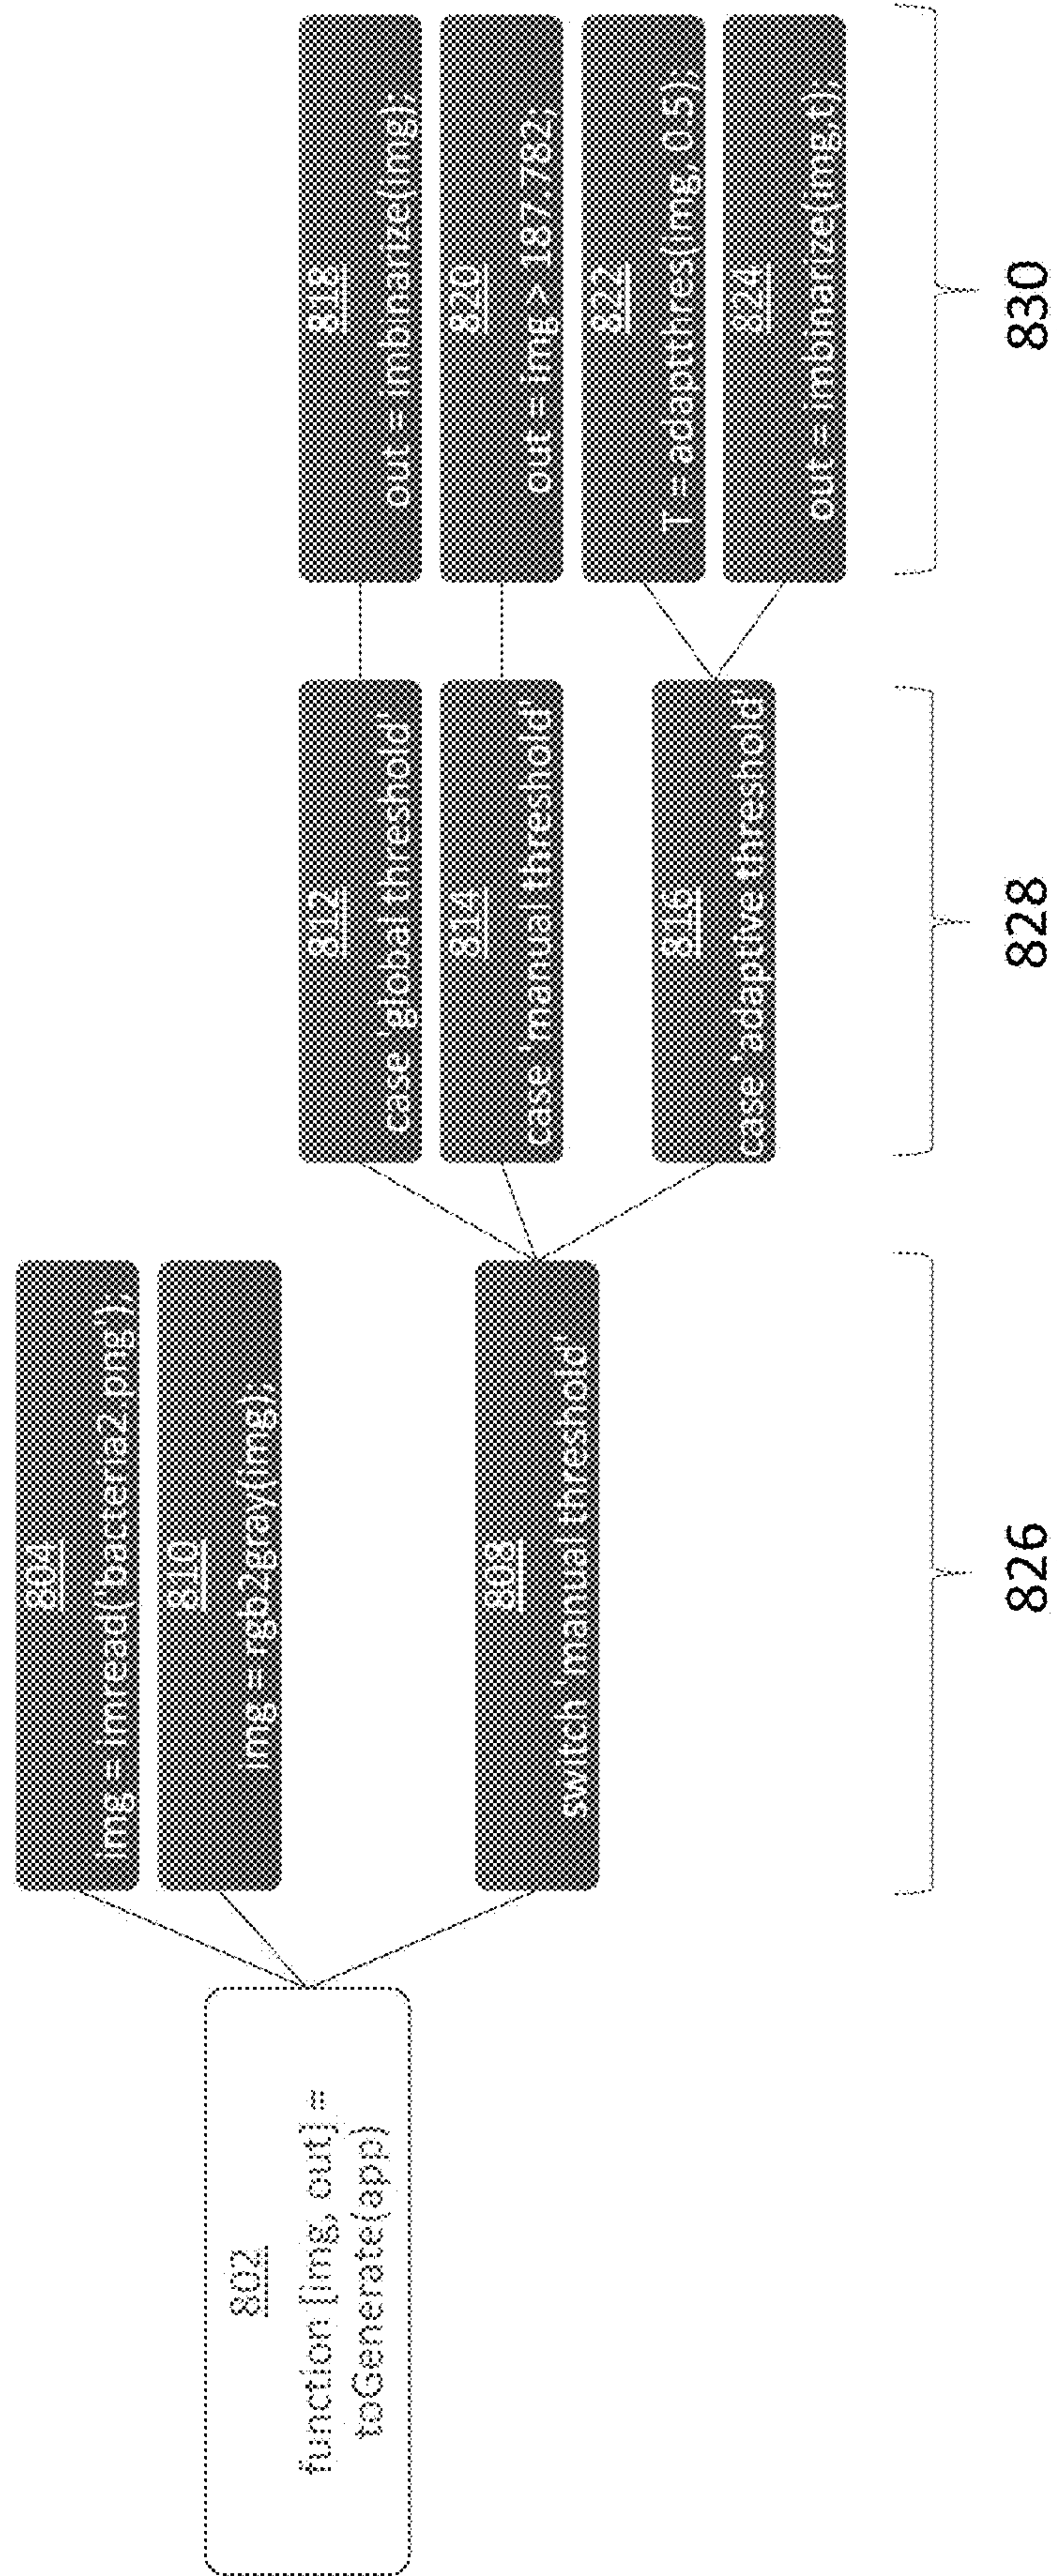 802
function [img, out] =
toGenerate(app)
804
img = imread('bacteria2.png');
810
img = rgb2gray(img);
808
switch 'manual threshold'
812
case 'global threshold'
814
case 'manual threshold'
816
case 'adaptive threshold'
818
out = imbinarize(img);
820
out = img > 187.782;
822
T = adaptthres(img, 0.5);
824
out = imbinarize(img,t);
826
828
830